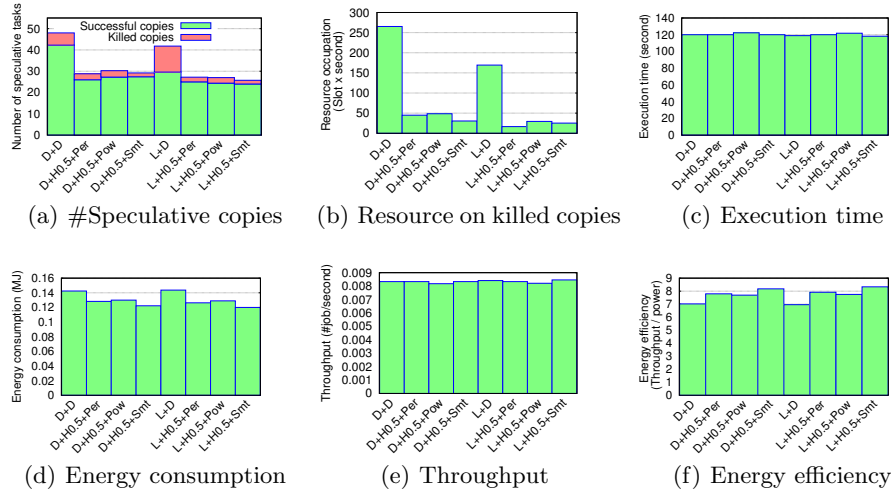 Number of speculative tasks
50
40
30
20
10
0
Successful copies
Killed copies
D+D
D+H0.5+Per
D+H0.5+Pow
D+H0.5+Smt
L+D
L+H0.5+Per
L+H0.5+Pow
L+H0.5+Smt
(a) #Speculative copies
Resource occupation
(Slot x second)
300
250
200
150
100
50
0
D+D
D+H0.5+Per
D+H0.5+Pow
D+H0.5+Smt
L+D
L+H0.5+Per
L+H0.5+Pow
L+H0.5+Smt
(b) Resource on killed copies
Execution time (second)
140
120
100
80
60
40
20
0
D+D
D+H0.5+Per
D+H0.5+Pow
D+H0.5+Smt
L+D
L+H0.5+Per
L+H0.5+Pow
L+H0.5+Smt
(c) Execution time
Energy consumption (MJ)
0.16
0.14
0.12
0.1
0.08
0.06
0.04
0.02
0
D+D
D+H0.5+Per
D+H0.5+Pow
D+H0.5+Smt
L+D
L+H0.5+Per
L+H0.5+Pow
L+H0.5+Smt
(d) Energy consumption
Throughput (#job/second)
0.009
0.008
0.007
0.006
0.005
0.004
0.003
0.002
0.001
0
D+D
D+H0.5+Per
D+H0.5+Pow
D+H0.5+Smt
L+D
L+H0.5+Per
L+H0.5+Pow
L+H0.5+Smt
(e) Throughput
Energy efficiency
(Throughput / power)
9
8
7
6
5
4
3
2
1
0
D+D
D+H0.5+Per
D+H0.5+Pow
D+H0.5+Smt
L+D
L+H0.5+Per
L+H0.5+Pow
L+H0.5+Smt
(f) Energy efficiency